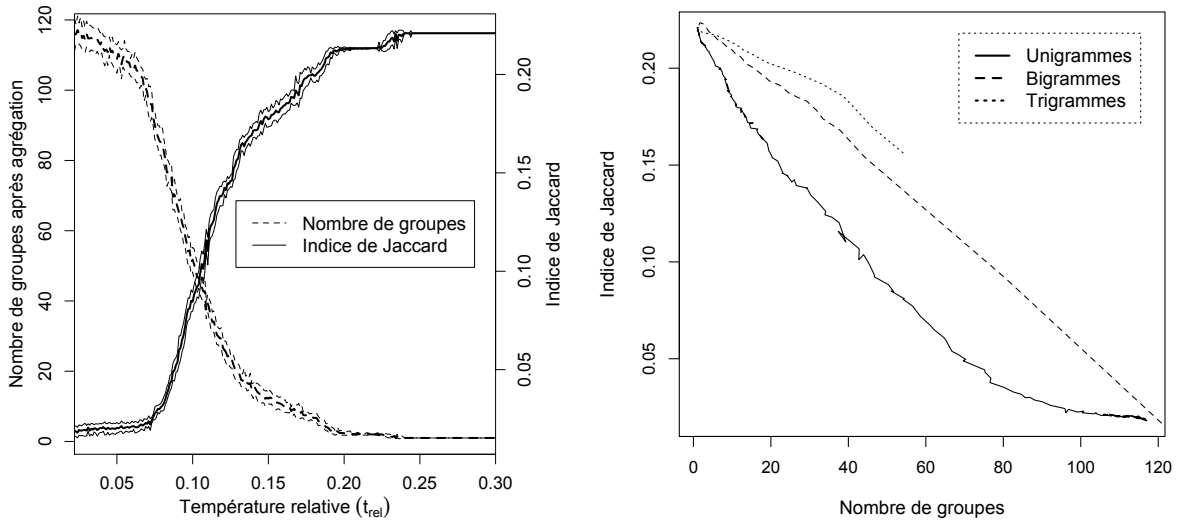 Nombre de groupes après agrégation
0
20
40
60
80
100
120
0.05
0.10
0.15
0.20
0.25
0.30
Température relative (t_rel)
0.05
0.10
0.15
0.20
Indice de Jaccard
Nombre de groupes
Indice de Jaccard
Indice de Jaccard
0.05
0.10
0.15
0.20
0
20
40
60
80
100
120
Nombre de groupes
Unigrammes
Bigrammes
Trigrammes